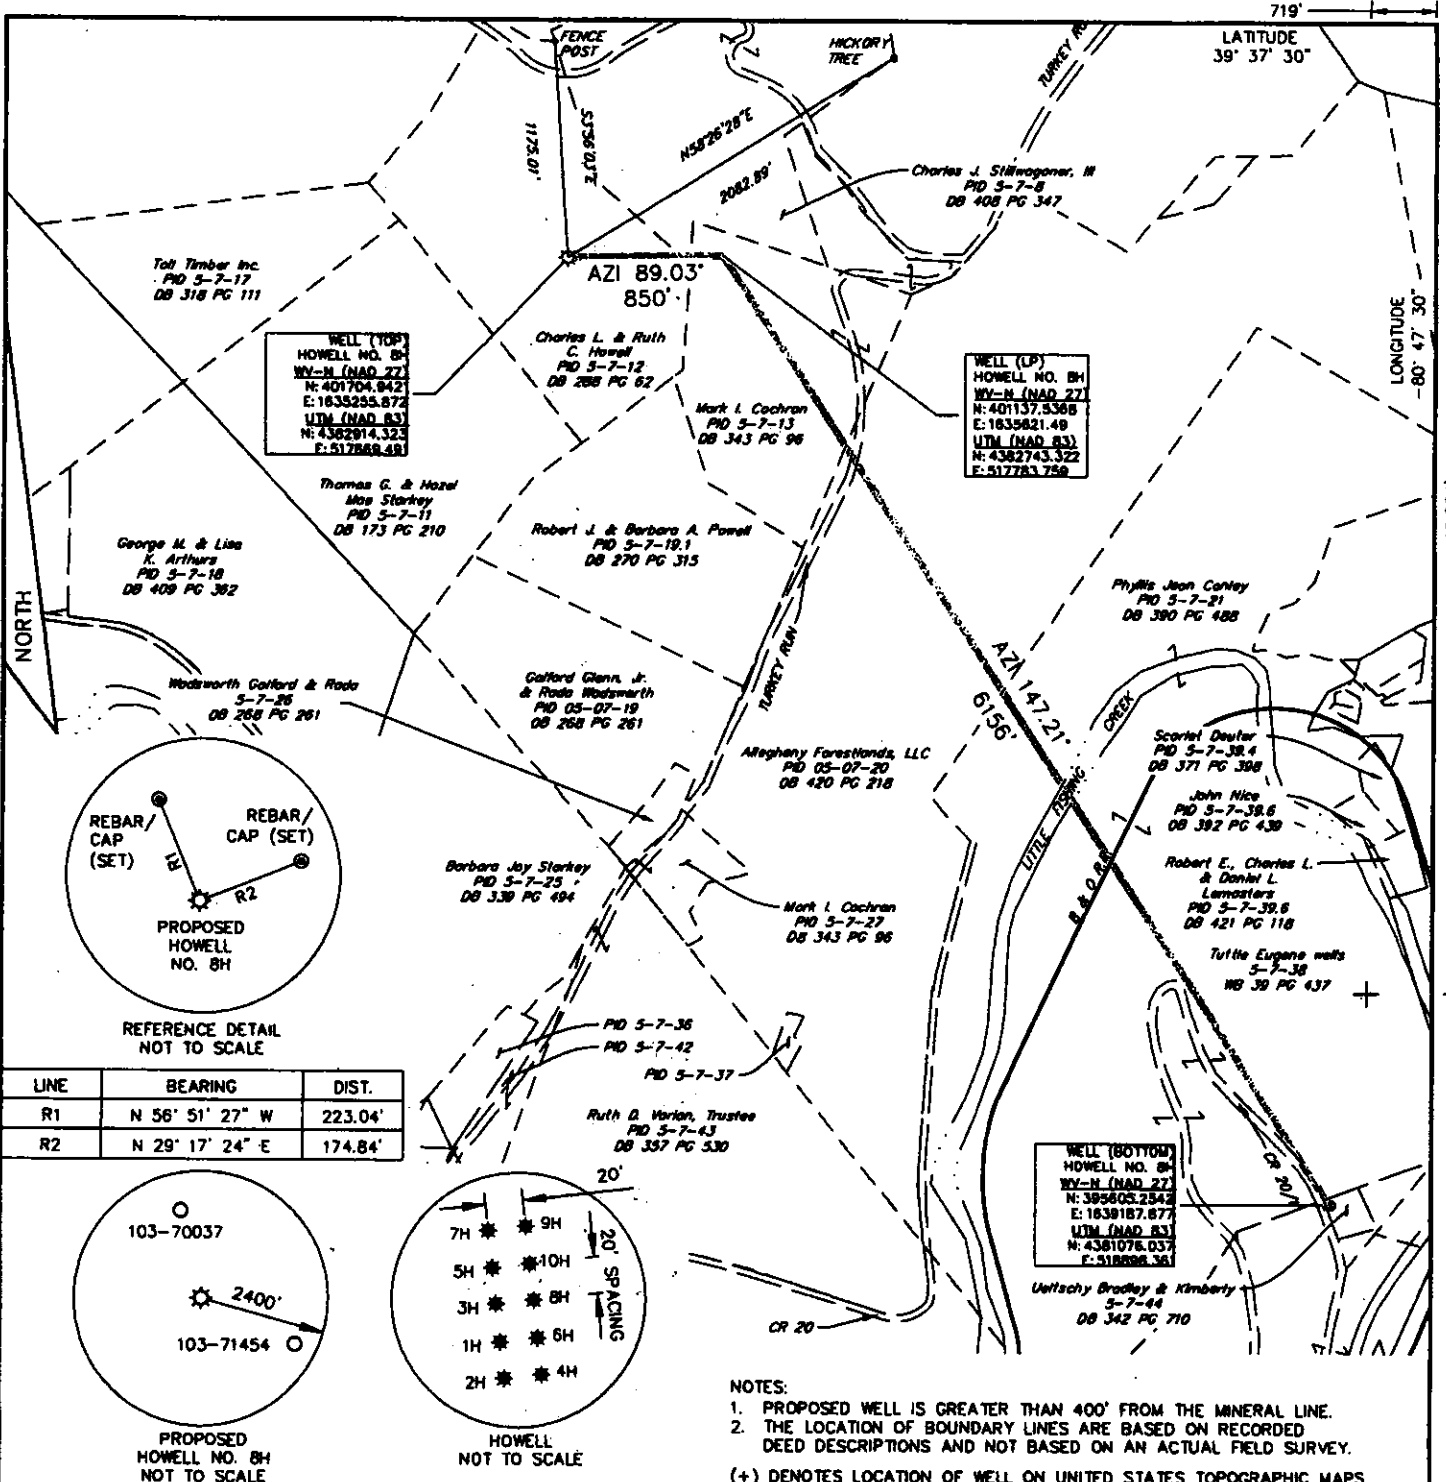 719'
LATITUDE
39° 37' 30"
LONGITUDE
-80° 47' 30"
FENCE
POST
HICKORY
TREE
TURKEY RU
S3°56'03"E
1175.01'
N58°26'28"E
2082.89'
Charles J. Stillwagoner, III
PID 5-7-8
DB 408 PG 347
Toll Timber Inc.
PID 5-7-17
DB 318 PG 111
AZI 89.03°
850'
WELL (TOP)
HOWELL NO. 8H
WV-N (NAD 27)
N: 401704.942
E: 1635255.872
UTM (NAD 83)
N: 4382914.323
E: 517669.491
Charles L. & Ruth
C. Howell
PID 5-7-12
DB 288 PG 62
WELL (LP)
HOWELL NO. 8H
WV-N (NAD 27)
N: 401137.5366
E: 1635621.49
UTM (NAD 83)
N: 4382743.322
E: 517783.759
Mark I. Cochran
PID 5-7-13
DB 343 PG 96
Thomas G. & Hazel
Mae Starkey
PID 5-7-11
DB 173 PG 210
Robert J. & Barbara A. Powell
PID 5-7-19.1
DB 270 PG 315
George M. & Lisa
K. Arthurs
PID 5-7-18
DB 409 PG 362
NORTH
Phyllis Jean Conley
PID 5-7-21
DB 390 PG 488
TURKEY RUN
AZI 147.21°
6156'
Wadsworth Galford & Rada
5-7-26
DB 268 PG 261
Galford Glenn, Jr.
& Rada Wadsworth
PID 05-07-19
DB 268 PG 261
Allegheny Forestlands, LLC
PID 05-07-20
DB 420 PG 218
LITTLE FISHING CREEK
B & O R.R.
Scarlet Deuter
PID 5-7-39.4
DB 371 PG 398
John Nice
PID 5-7-39.6
DB 392 PG 439
Robert E., Charles L.
& Daniel L.
Lemasters
PID 5-7-39.6
DB 421 PG 118
Tuttle Eugene wells
5-7-38
WB 39 PG 437
REBAR/
CAP
(SET)
REBAR/
CAP (SET)
R1
R2
PROPOSED
HOWELL
NO. 8H
REFERENCE DETAIL
NOT TO SCALE
Barbara Jay Starkey
PID 5-7-25
DB 339 PG 494
Mark I. Cochran
PID 5-7-27
DB 343 PG 96
PID 5-7-36
PID 5-7-42
PID 5-7-37
Ruth D. Varian, Trustee
PID 5-7-43
DB 357 PG 530
LINE BEARING DIST.
R1 N 56° 51' 27" W 223.04'
R2 N 29° 17' 24" E 174.84'
WELL (BOTTOM)
HOWELL NO. 8H
WV-N (NAD 27)
N: 395605.2542
E: 1639187.877
UTM (NAD 83)
N: 4381076.037
E: 518898.361
CR 20/1
Ueltschy Bradley & Kimberly
5-7-44
DB 342 PG 710
CR 20
103-70037
2400'
103-71454
PROPOSED
HOWELL NO. 8H
NOT TO SCALE
20'
20' SPACING
7H 9H
5H 10H
3H 8H
1H 6H
2H 4H
HOWELL
NOT TO SCALE
NOTES:
1. PROPOSED WELL IS GREATER THAN 400' FROM THE MINERAL LINE.
2. THE LOCATION OF BOUNDARY LINES ARE BASED ON RECORDED
DEED DESCRIPTIONS AND NOT BASED ON AN ACTUAL FIELD SURVEY.
(+) DENOTES LOCATION OF WELL ON UNITED STATES TOPOGRAPHIC MAPS